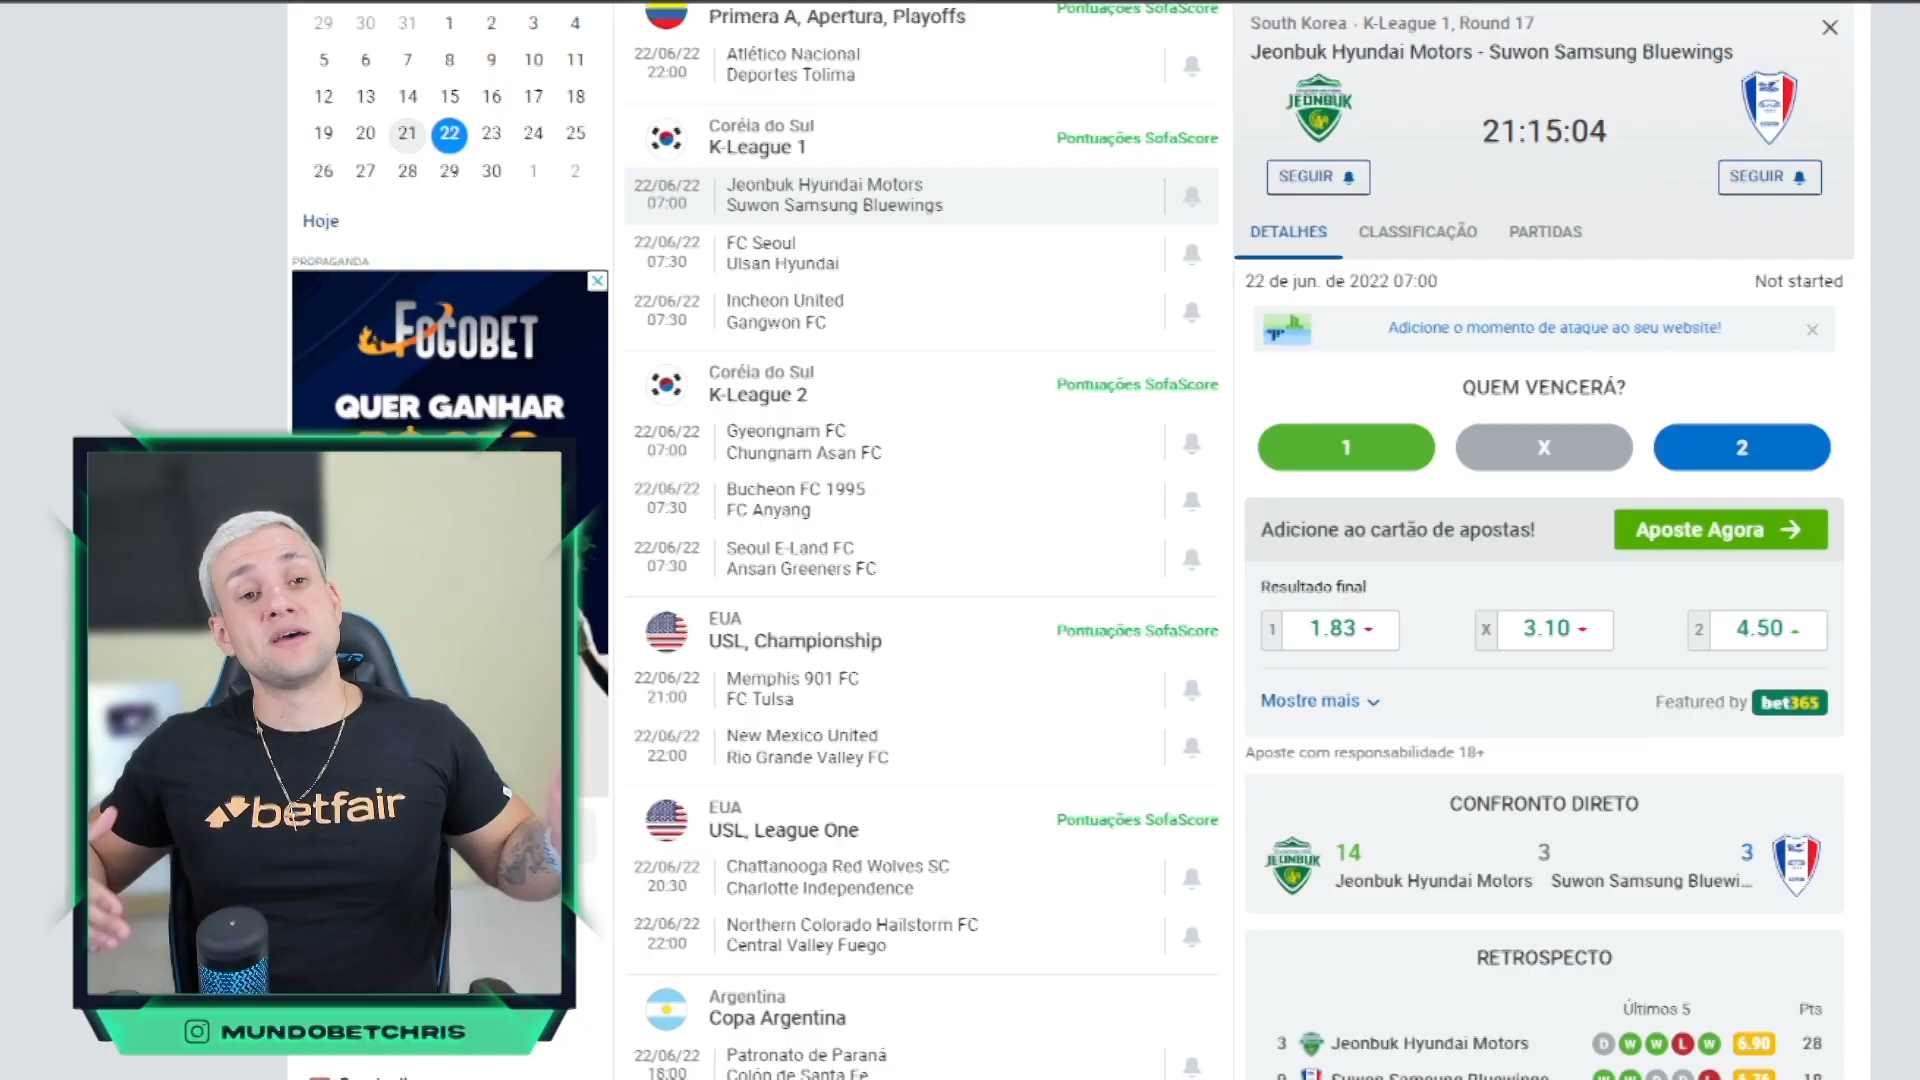 29 30 31 1 2 3 4
5 6 7 8 9 10 11
12 13 14 15 16 17 18
19 20 21 22 23 24 25
26 27 28 29 30 1 2
Hoje
PROPAGANDA
FOGOBET
QUER GANHAR
betfair
MUNDOBETCHRIS
Primera A, Apertura, Playoffs
Pontuações SofaScore
22/06/22 Atlético Nacional
22:00 Deportes Tolima
Coréia do Sul
K-League 1
Pontuações SofaScore
22/06/22 Jeonbuk Hyundai Motors
07:00 Suwon Samsung Bluewings
22/06/22 FC Seoul
07:30 Ulsan Hyundai
22/06/22 Incheon United
07:30 Gangwon FC
Coréia do Sul
K-League 2
Pontuações SofaScore
22/06/22 Gyeongnam FC
07:00 Chungnam Asan FC
22/06/22 Bucheon FC 1995
07:30 FC Anyang
22/06/22 Seoul E-Land FC
07:30 Ansan Greeners FC
EUA
USL, Championship
Pontuações SofaScore
22/06/22 Memphis 901 FC
21:00 FC Tulsa
22/06/22 New Mexico United
22:00 Rio Grande Valley FC
EUA
USL, League One
Pontuações SofaScore
22/06/22 Chattanooga Red Wolves SC
20:30 Charlotte Independence
22/06/22 Northern Colorado Hailstorm FC
22:00 Central Valley Fuego
Argentina
Copa Argentina
22/06/22 Patronato de Paraná
18:00 Colón de Santa Fe
South Korea · K-League 1, Round 17
Jeonbuk Hyundai Motors - Suwon Samsung Bluewings
JEONBUK
21:15:04
SEGUIR SEGUIR
DETALHES CLASSIFICAÇÃO PARTIDAS
22 de jun. de 2022 07:00 Not started
Adicione o momento de ataque ao seu website!
QUEM VENCERÁ?
1 X 2
Adicione ao cartão de apostas! Aposte Agora
Resultado final
1 1.83 X 3.10 2 4.50
Mostre mais Featured by bet365
Aposte com responsabilidade 18+
CONFRONTO DIRETO
JEONBUK 14 3 3
Jeonbuk Hyundai Motors Suwon Samsung Bluewi...
RETROSPECTO
Últimos 5 Pts
3 Jeonbuk Hyundai Motors D W W L W 6.90 28
Suwon Samsung Bluewings